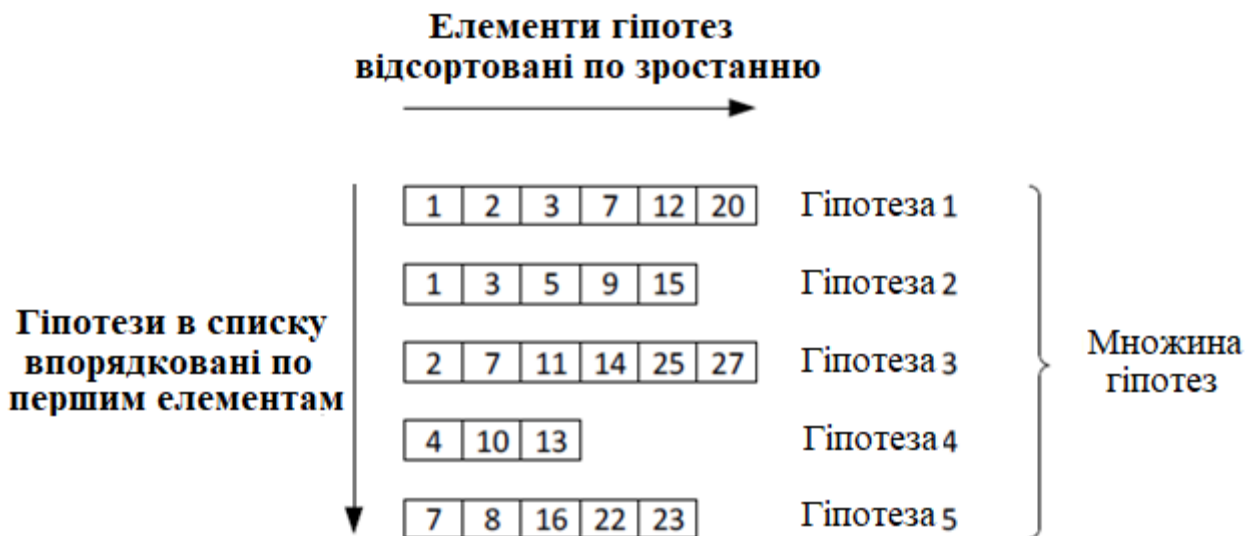 Елементи гіпотез
відсортовані по зростанню
1 2 3 7 12 20 Гіпотеза 1
1 3 5 9 15 Гіпотеза 2
Гіпотези в списку
впорядковані по
першим елементам
2 7 11 14 25 27 Гіпотеза 3
Множина
гіпотез
4 10 13 Гіпотеза 4
7 8 16 22 23 Гіпотеза 5